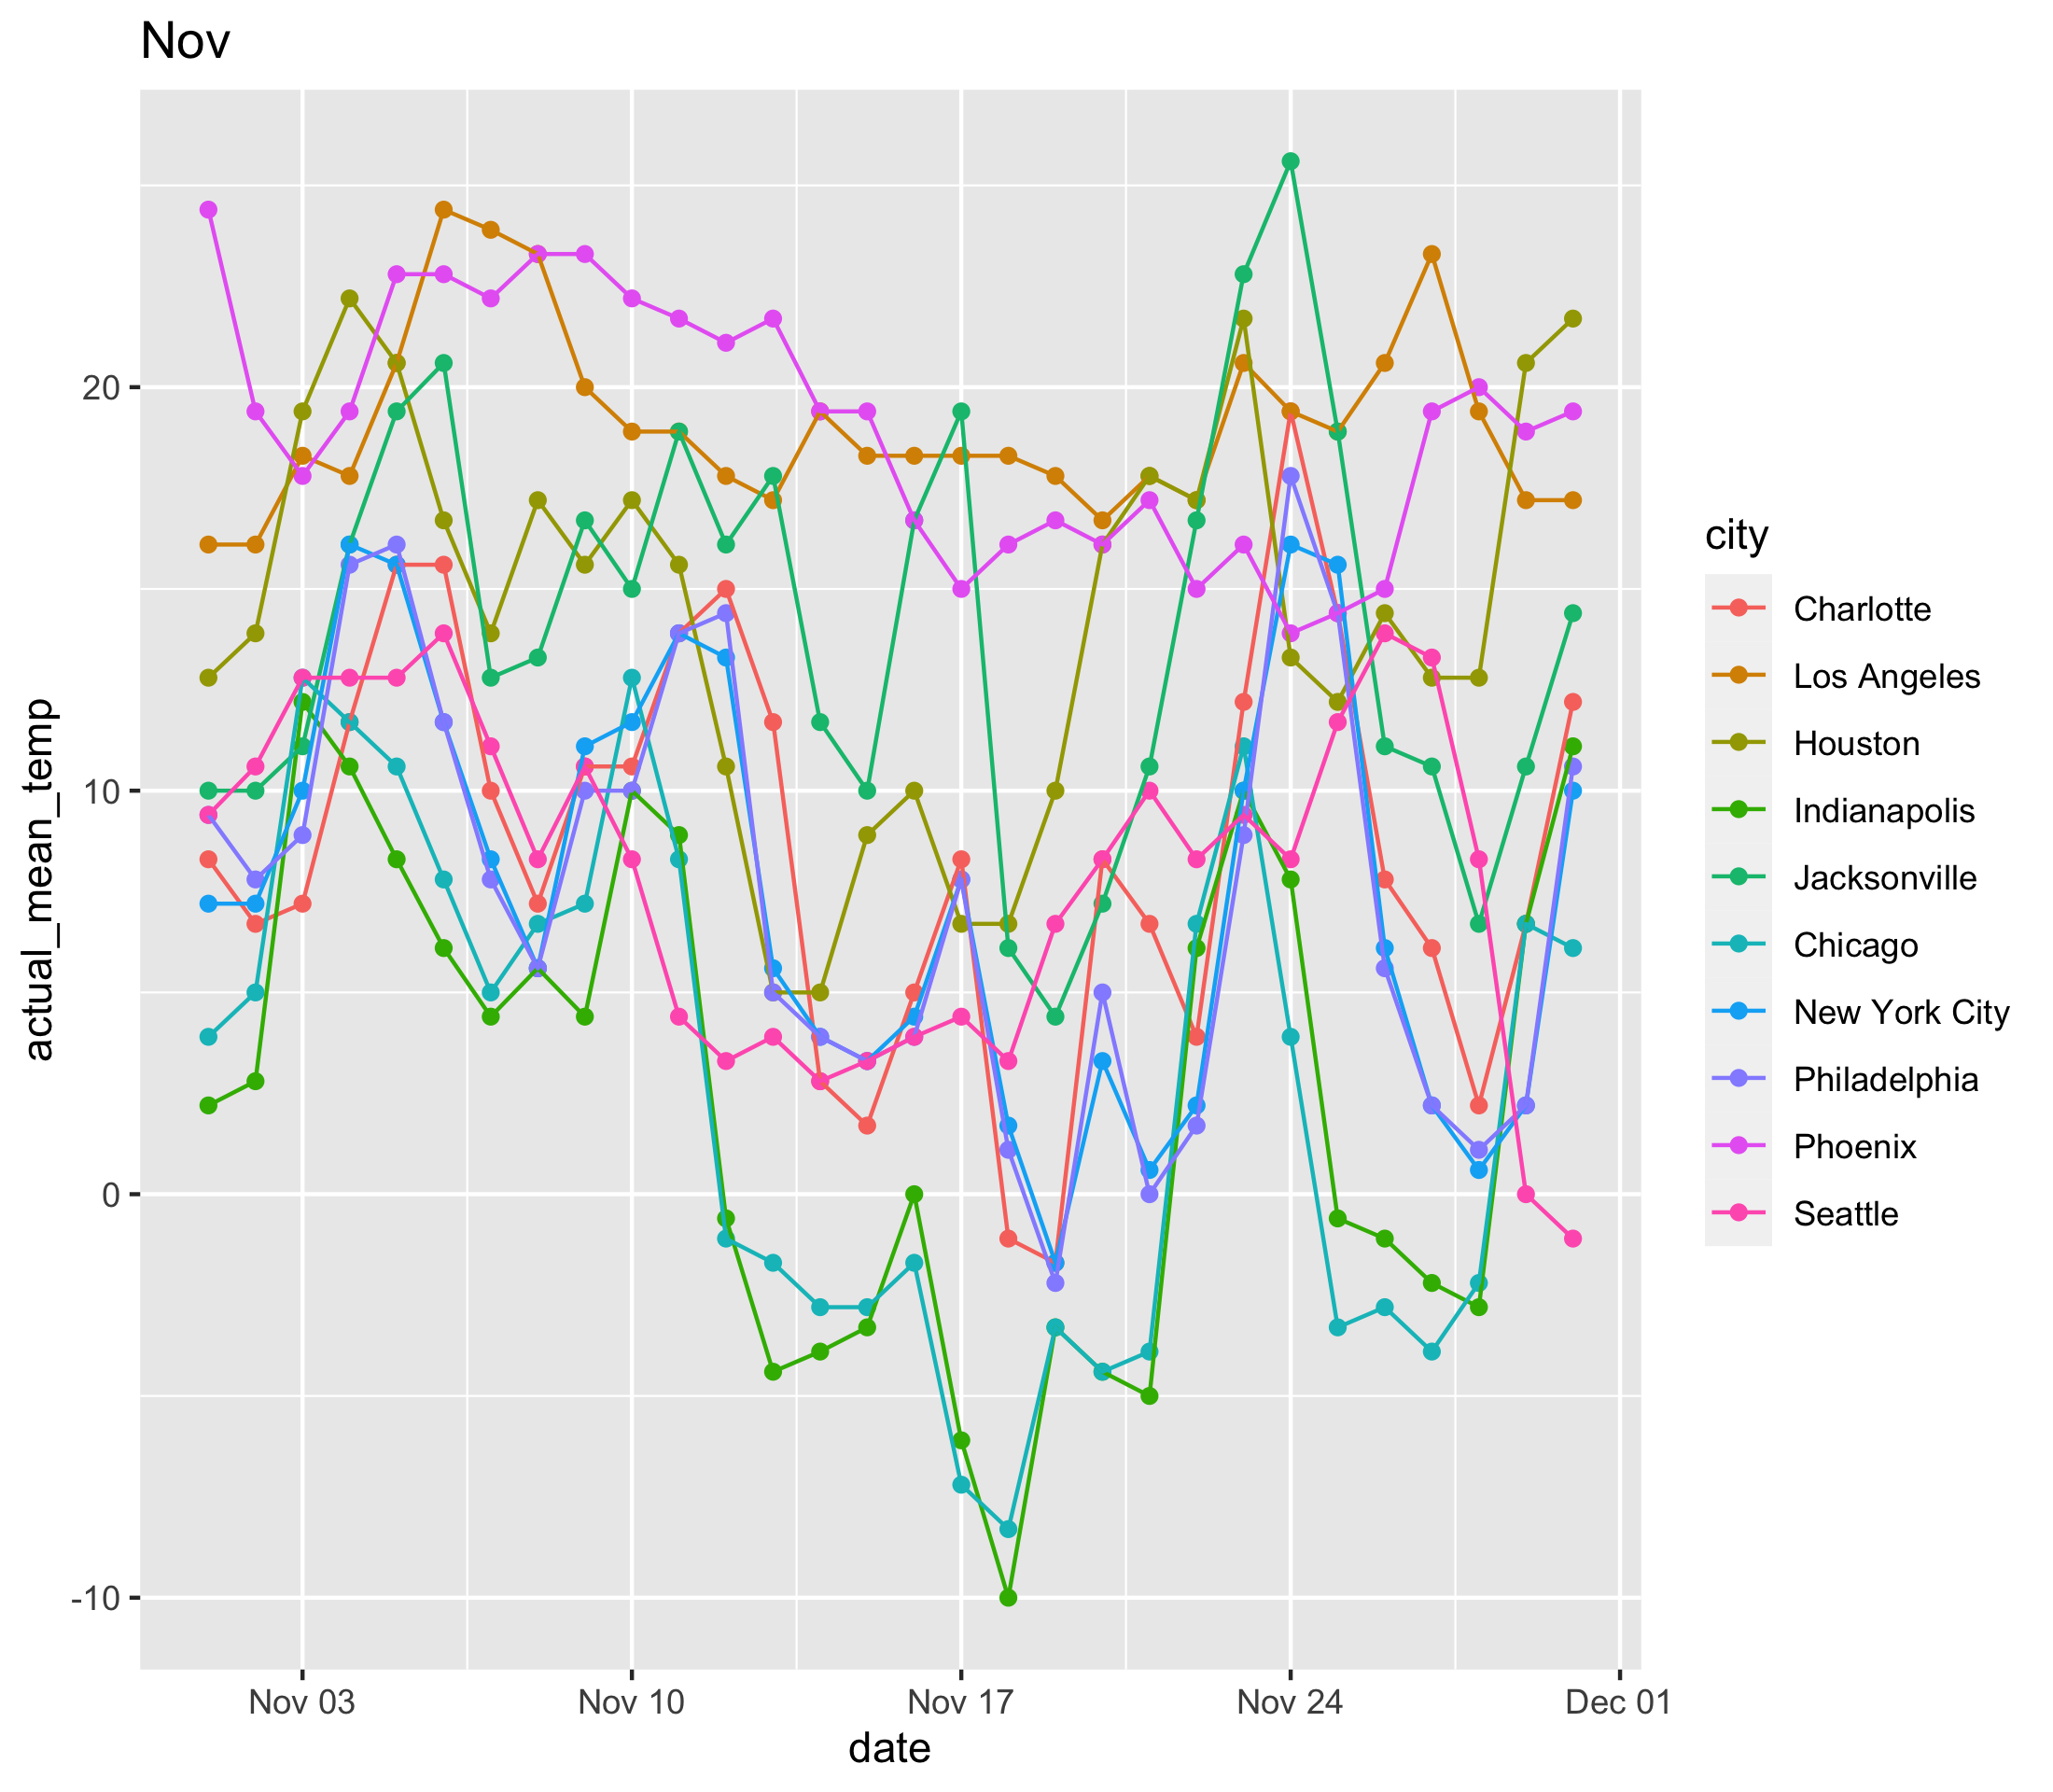 Nov
actual_mean_temp
20
10
0
-10
Nov 03
Nov 10
Nov 17
Nov 24
Dec 01
date
city
Charlotte
Los Angeles
Houston
Indianapolis
Jacksonville
Chicago
New York City
Philadelphia
Phoenix
Seattle